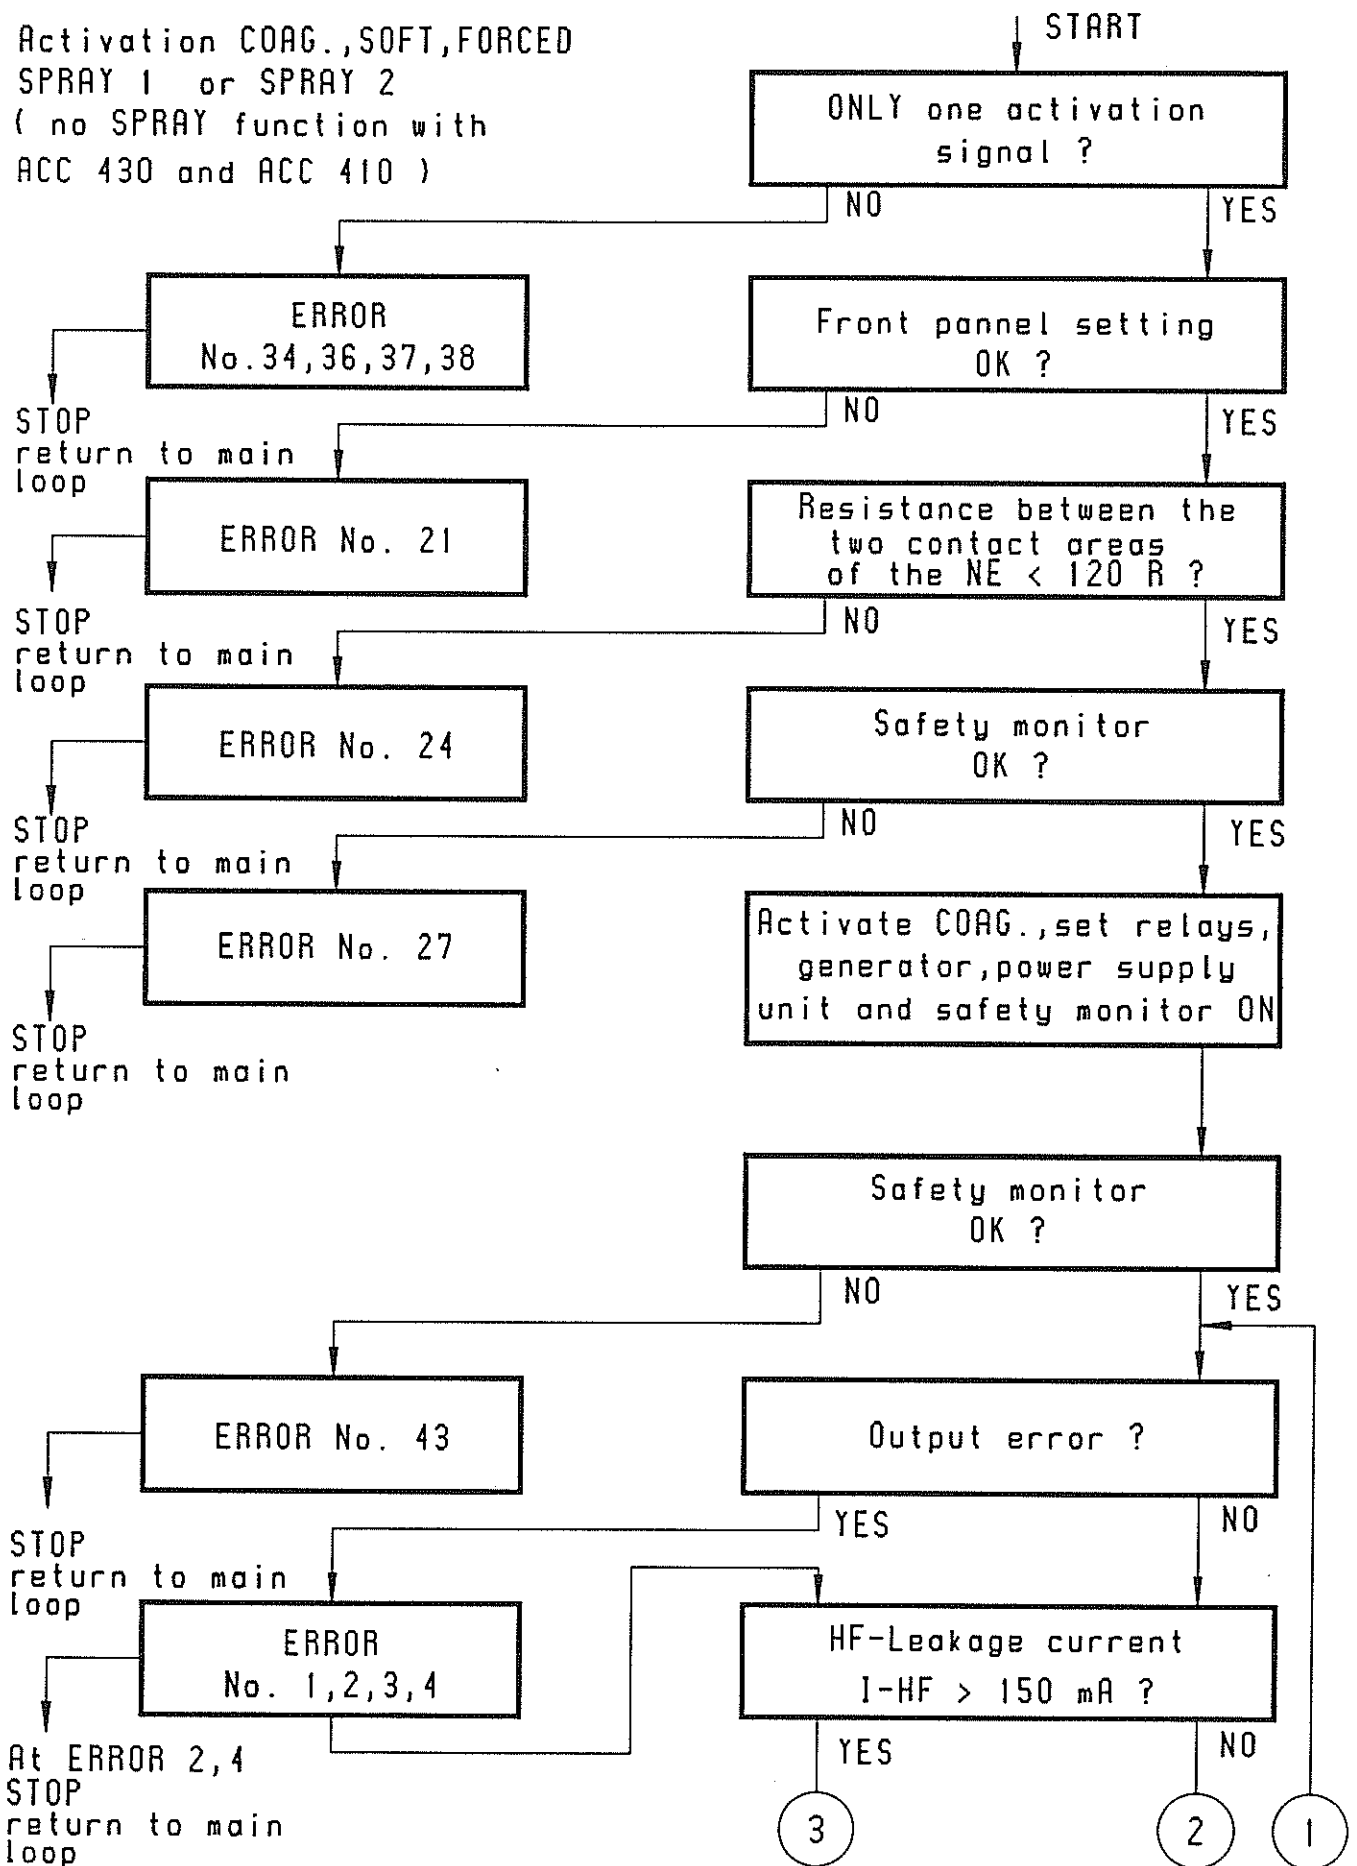 Activation COAG.,SOFT,FORCED
SPRAY 1 or SPRAY 2
( no SPRAY function with
ACC 430 and ACC 410 )
START
ONLY one activation
signal ?
NO
YES
ERROR
No.34,36,37,38
Front pannel setting
OK ?
STOP
return to main
loop
NO
YES
ERROR No. 21
Resistance between the
two contact areas
of the NE < 120 R ?
STOP
return to main
loop
NO
YES
ERROR No. 24
Safety monitor
OK ?
STOP
return to main
loop
NO
YES
ERROR No. 27
Activate COAG.,set relays,
generator,power supply
unit and safety monitor ON
STOP
return to main
loop
Safety monitor
OK ?
NO
YES
ERROR No. 43
Output error ?
STOP
return to main
loop
YES
NO
ERROR
No. 1,2,3,4
HF-Leakage current
I-HF > 150 mA ?
At ERROR 2,4
STOP
return to main
loop
YES
NO
3
2
1